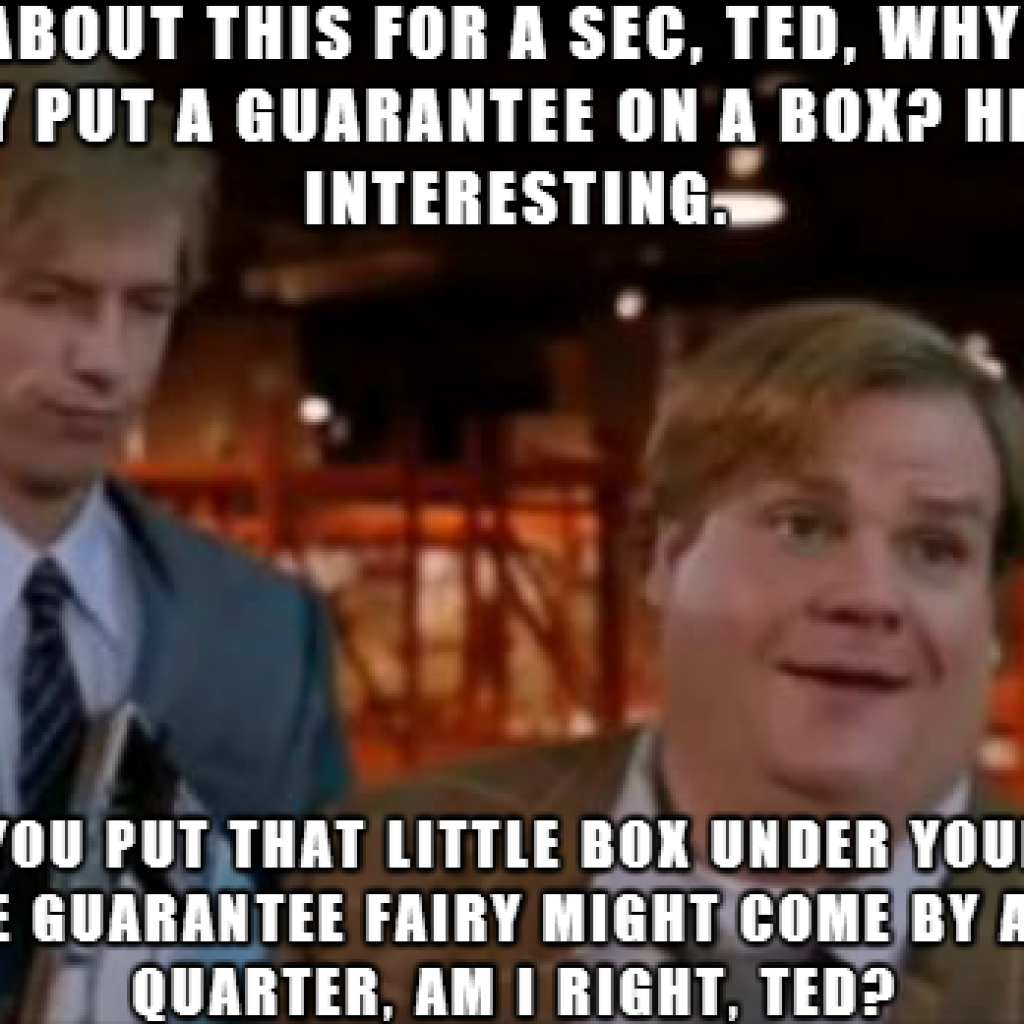 ABOUT THIS FOR A SEC, TED, WHY
Y PUT A GUARANTEE ON A BOX? H
INTERESTING.
YOU PUT THAT LITTLE BOX UNDER YOU
E GUARANTEE FAIRY MIGHT COME BY A
QUARTER, AM I RIGHT, TED?